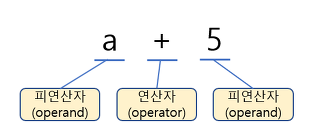 a + 5
피연산자 연산자 피연산자
(operand) (operator) (operand)